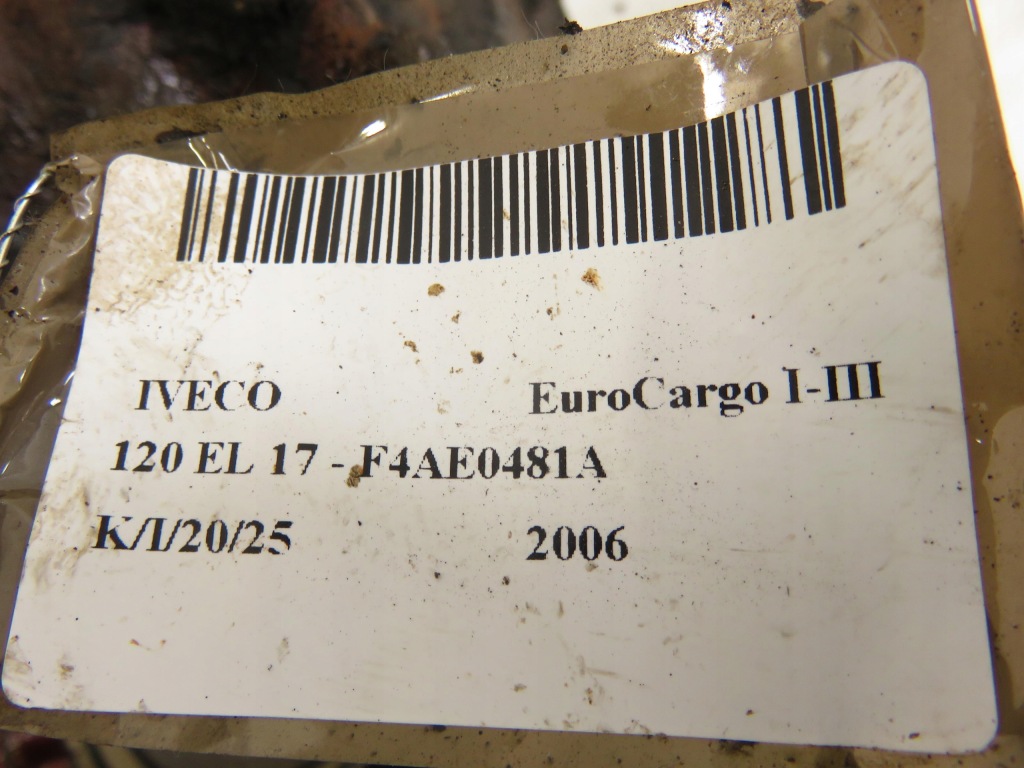 IVECO EuroCargo I-III
120 EL 17 - F4AE0481A
K/I/20/25 2006